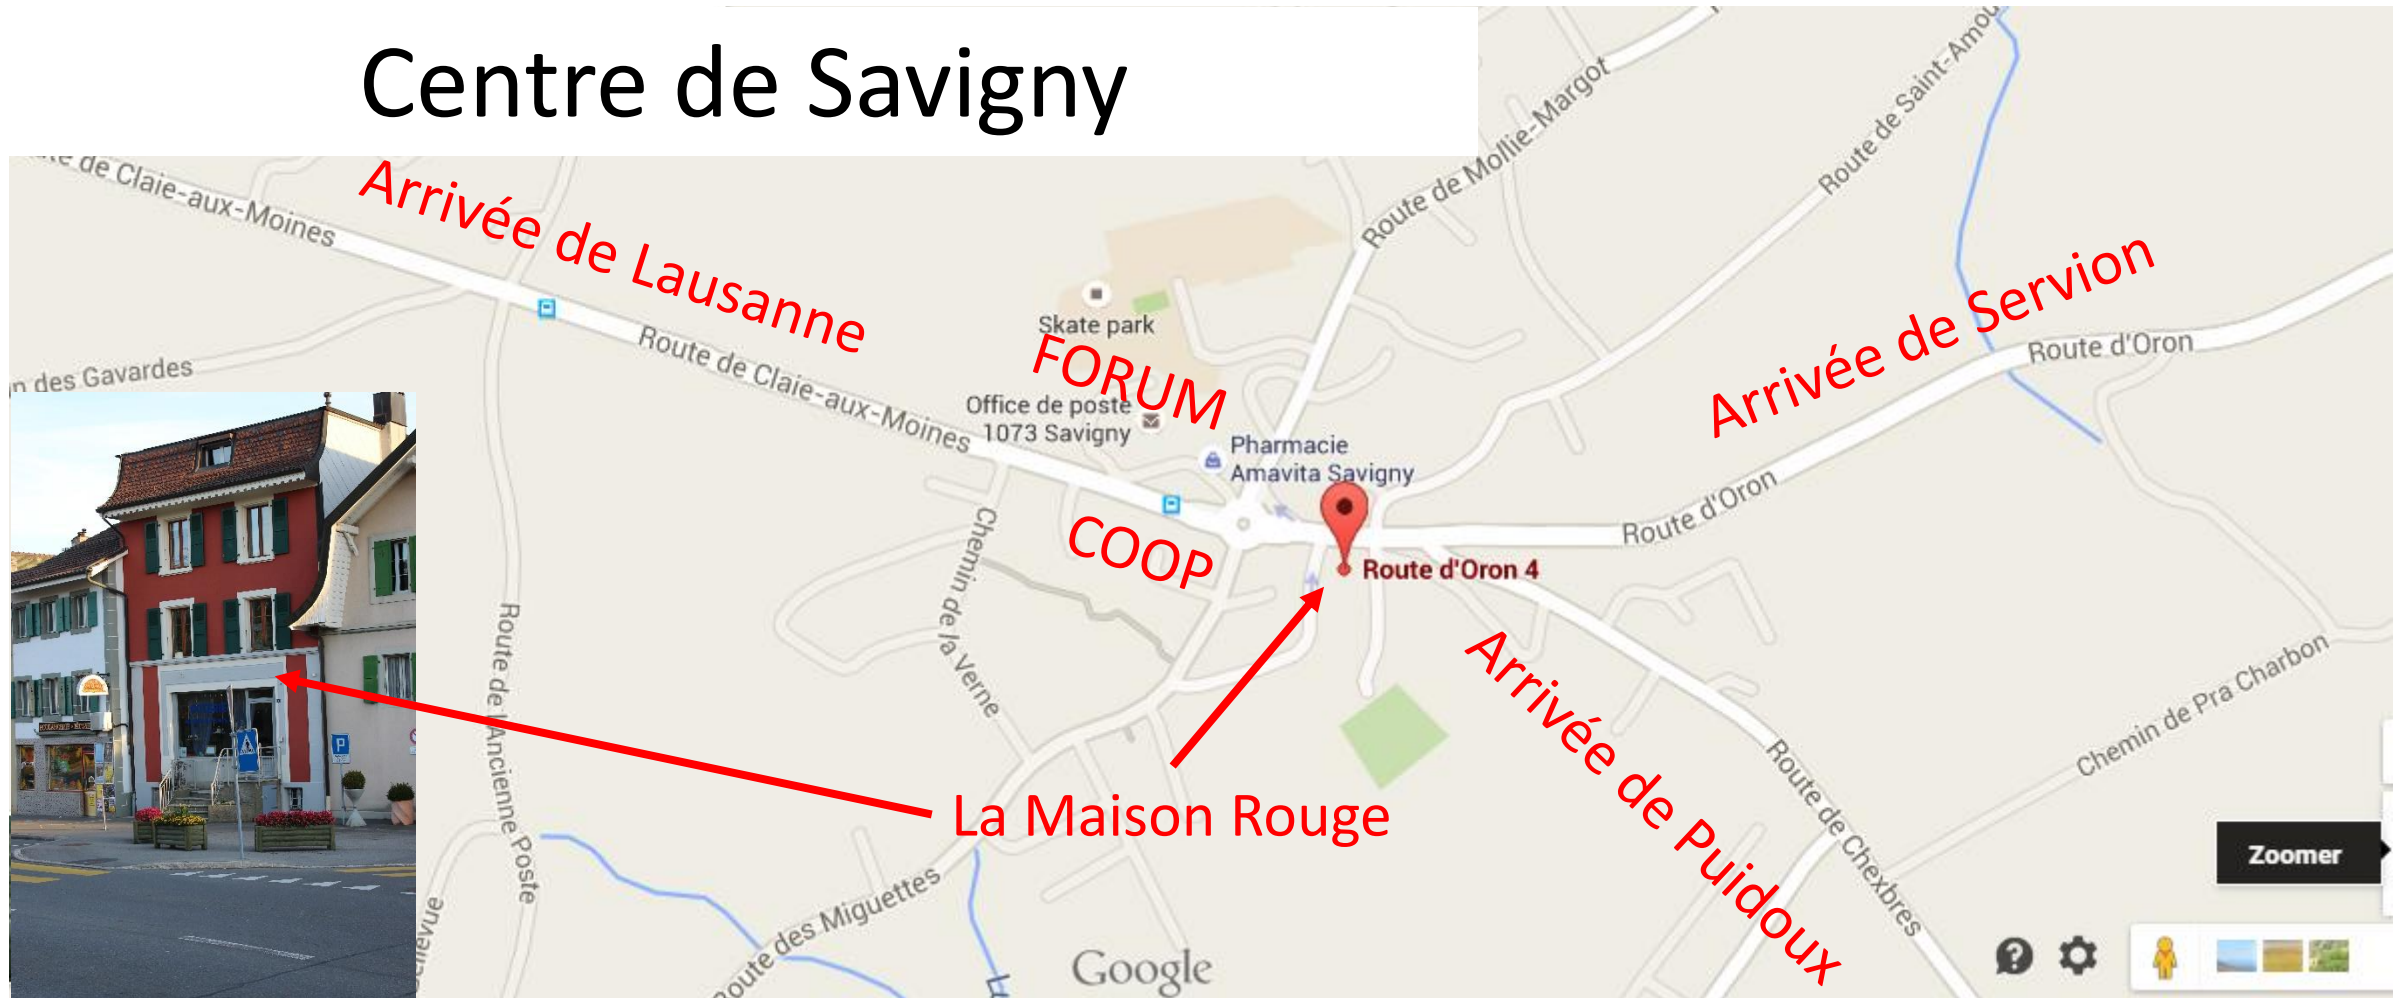 Centre de Savigny
de Claie-aux-Moines
Arrivée de Lausanne
Route de Mollie-Margot
Route de Saint-Amou
Skate park
FORUM
Route de Claie-aux-Moines
Office de poste
1073 Savigny
Pharmacie
Amavita Savigny
Arrivée de Servion
Route d'Oron
Route d'Oron
des Gavardes
COOP
Route d'Oron 4
Chemin de la Verne
Route de l'Ancienne Poste
Arrivée de Puidoux
Route de Chexbres
Chemin de Pra Charbon
P
La Maison Rouge
Route des Miguettes
Google
Zoomer
?